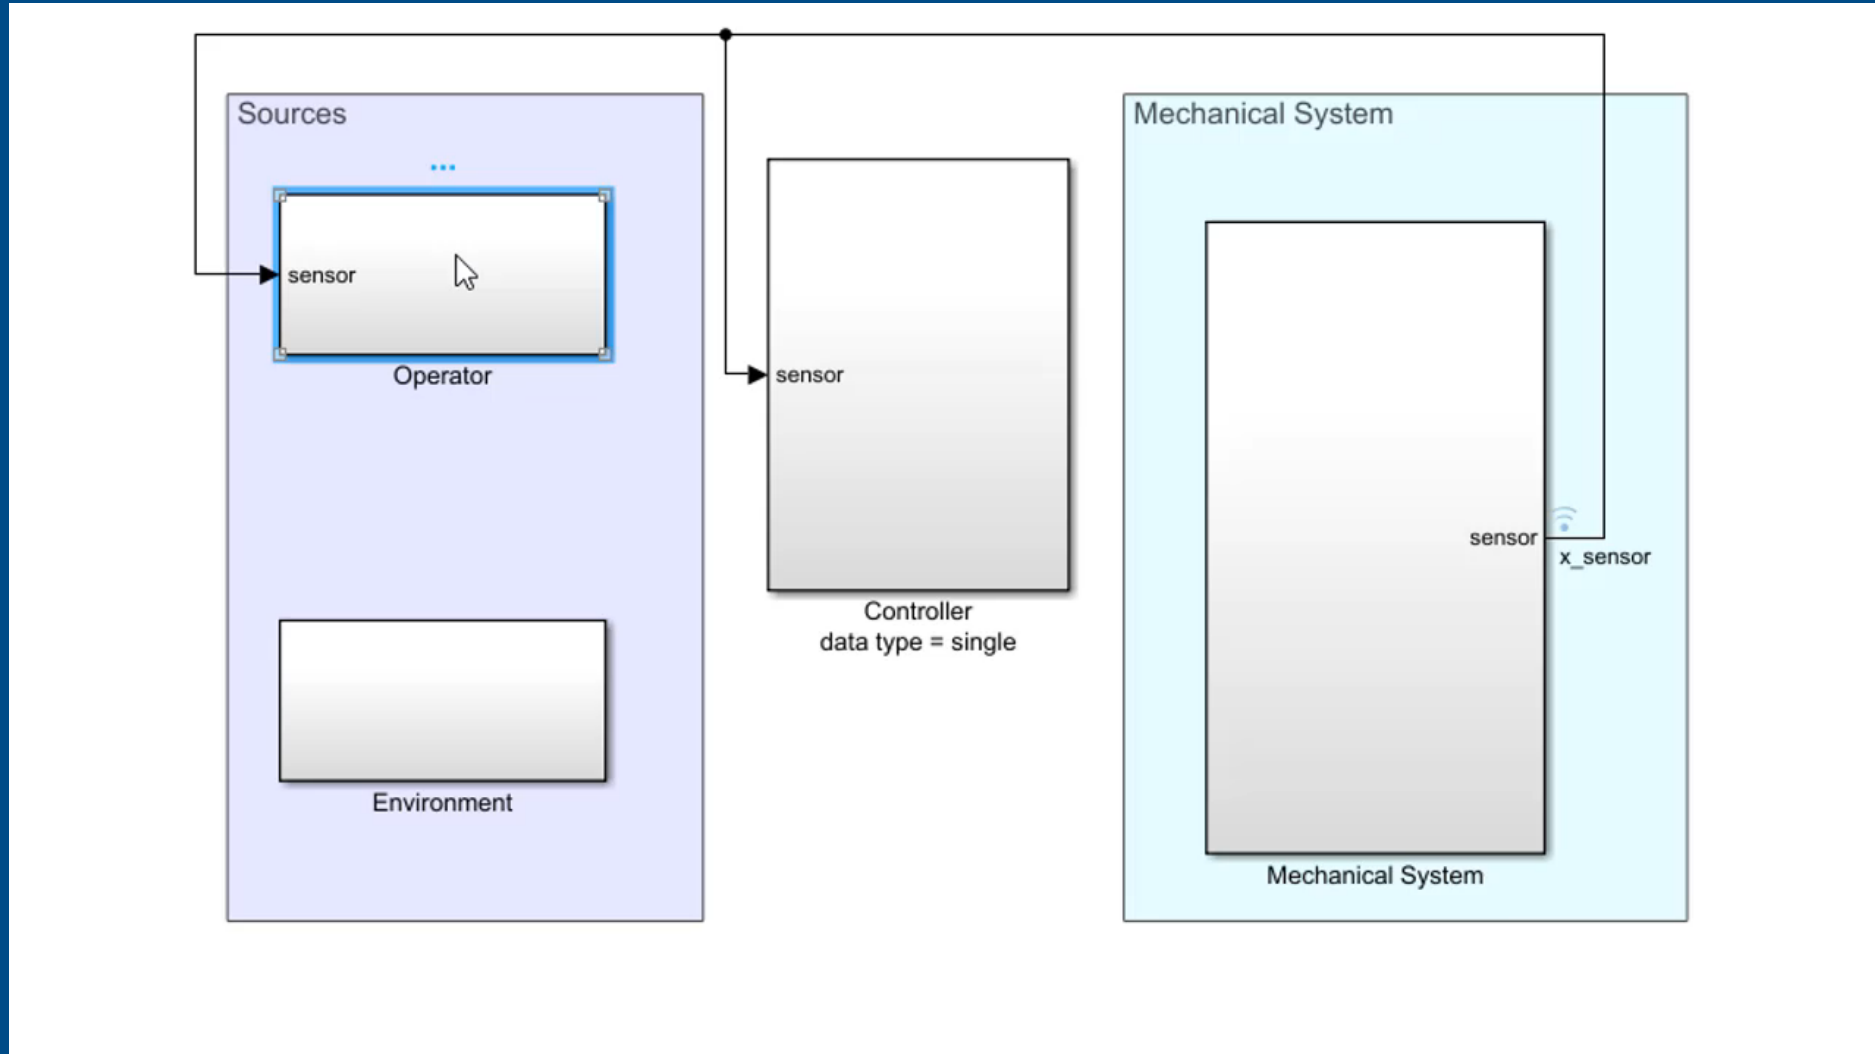 Sources
sensor
Operator
Environment
sensor
Controller
data type = single
Mechanical System
sensor
x_sensor
Mechanical System